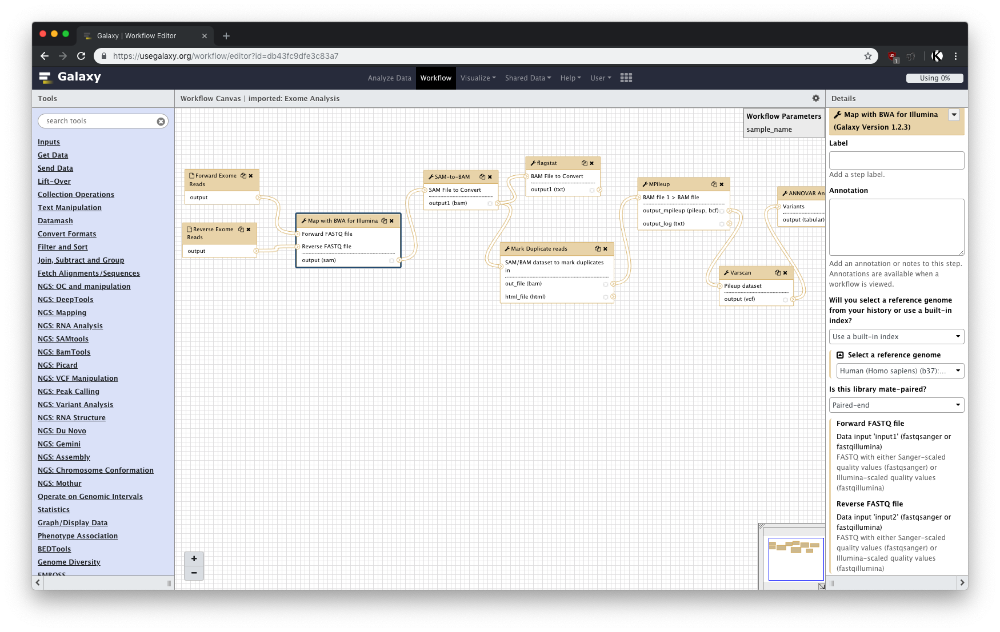 Galaxy | Workflow Editor
https://usegalaxy.org/workflow/editor?id=db43fc9dfe3c83a7
UD
1
K
Galaxy
Analyze Data
Workflow
Visualize
Shared Data
Help
User
Using 0%
Tools
search tools
Inputs
Get Data
Send Data
Lift-Over
Collection Operations
Text Manipulation
Datamash
Convert Formats
Filter and Sort
Join, Subtract and Group
Fetch Alignments/Sequences
NGS: QC and manipulation
NGS: DeepTools
NGS: Mapping
NGS: RNA Analysis
NGS: SAMtools
NGS: BamTools
NGS: Picard
NGS: VCF Manipulation
NGS: Peak Calling
NGS: Variant Analysis
NGS: RNA Structure
NGS: Du Novo
NGS: Gemini
NGS: Assembly
NGS: Chromosome Conformation
NGS: Mothur
Operate on Genomic Intervals
Statistics
Graph/Display Data
Phenotype Association
BEDTools
Genome Diversity
EMBOSS
Workflow Canvas | imported: Exome Analysis
Workflow Parameters
sample_name
Forward Exome
Reads
output
Reverse Exome
Reads
output
Map with BWA for Illumina
Forward FASTQ file
Reverse FASTQ file
output (sam)
SAM-to-BAM
SAM File to Convert
output1 (bam)
flagstat
BAM File to Convert
output1 (txt)
Mark Duplicate reads
SAM/BAM dataset to mark duplicates
in
out_file (bam)
html_file (html)
MPileup
BAM file 1 > BAM file
output_mpileup (pileup, bcf)
output_log (txt)
Varscan
Pileup dataset
output (vcf)
ANNOVAR An
Variants
output (tabular)
+
−
Details
Map with BWA for Illumina
(Galaxy Version 1.2.3)
Label
Add a step label.
Annotation
Add an annotation or notes to this step.
Annotations are available when a
workflow is viewed.
Will you select a reference genome
from your history or use a built-in
index?
Use a built-in index
Select a reference genome
Human (Homo sapiens) (b37):...
Is this library mate-paired?
Paired-end
Forward FASTQ file
Data input 'input1' (fastqsanger or
fastqillumina)
FASTQ with either Sanger-scaled
quality values (fastqsanger) or
Illumina-scaled quality values
(fastqillumina)
Reverse FASTQ file
Data input 'input2' (fastqsanger or
fastqillumina)
FASTQ with either Sanger-scaled
quality values (fastqsanger) or
Illumina-scaled quality values
(fastqillumina)